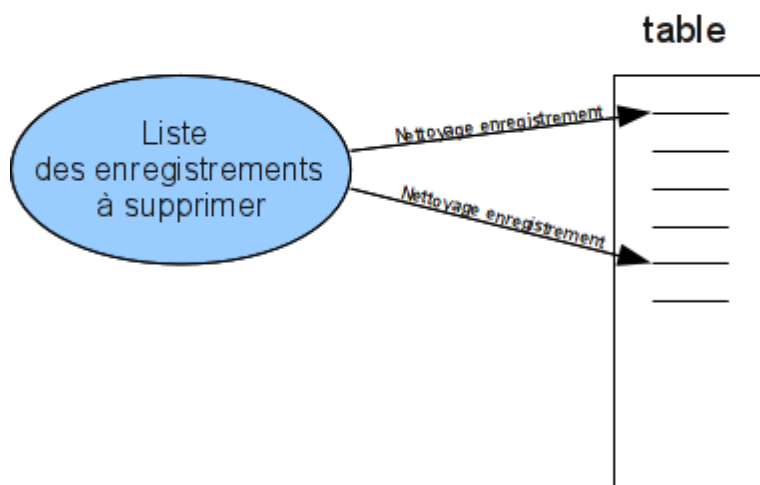 table
Liste
des enregistrements
à supprimer
Nettoyage enregistrement
Nettoyage enregistrement